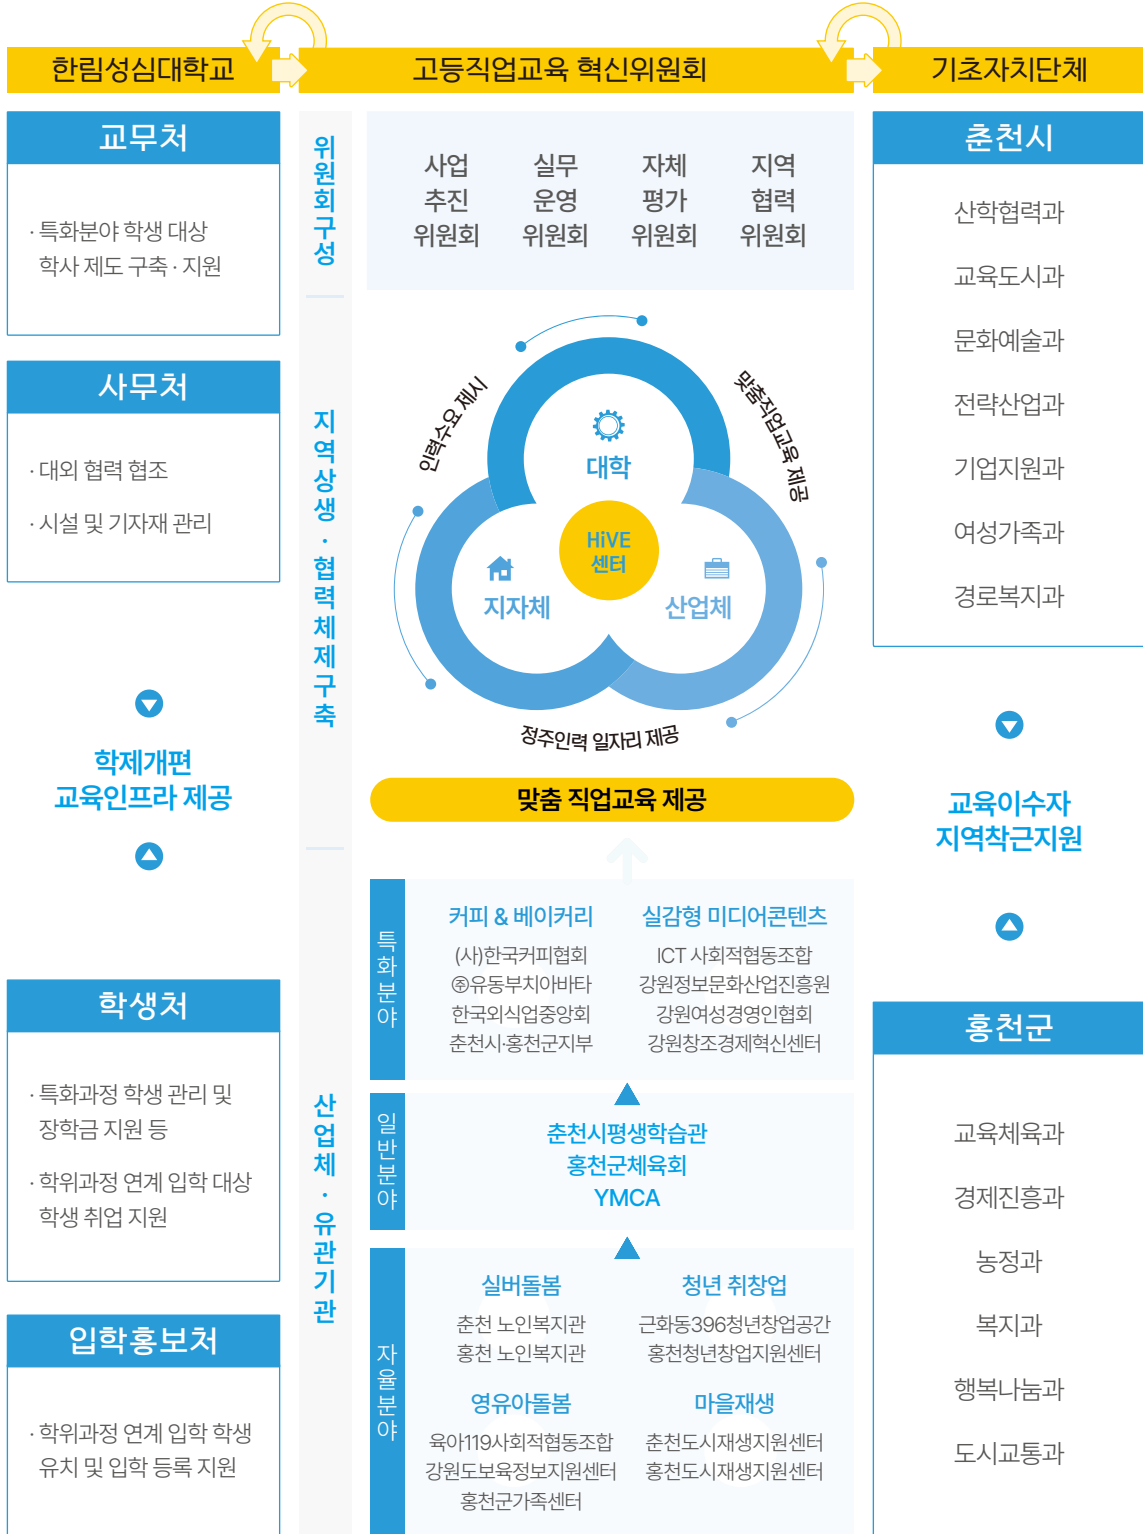 한림성심대학교
고등직업교육 혁신위원회
기초자치단체
교무처
· 특화분야 학생 대상
학사 제도 구축 · 지원
사무처
· 대외 협력 협조
· 시설 및 기자재 관리
학제개편
교육인프라 제공
학생처
· 특화과정 학생 관리 및
장학금 지원 등
· 학위과정 연계 입학 대상
학생 취업 지원
입학홍보처
· 학위과정 연계 입학 학생
유치 및 입학 등록 지원
위원회구성
사업
추진
위원회
실무
운영
위원회
자체
평가
위원회
지역
협력
위원회
지역상생·협력체제구축
인력수요 제시
맞춤직업교육 제공
대학
HiVE
센터
지자체
산업체
정주인력 일자리 제공
맞춤 직업교육 제공
산업체·유관기관
특화분야
커피 & 베이커리
(사)한국커피협회
㈜유동부치아바타
한국외식업중앙회
춘천시·홍천군지부
실감형 미디어콘텐츠
ICT 사회적협동조합
강원정보문화산업진흥원
강원여성경영인협회
강원창조경제혁신센터
일반분야
춘천시평생학습관
홍천군체육회
YMCA
자율분야
실버돌봄
춘천 노인복지관
홍천 노인복지관
청년 취창업
근화동396청년창업공간
홍천청년창업지원센터
영유아돌봄
육아119사회적협동조합
강원도보육정보지원센터
홍천군가족센터
마을재생
춘천도시재생지원센터
홍천도시재생지원센터
춘천시
산학협력과
교육도시과
문화예술과
전략산업과
기업지원과
여성가족과
경로복지과
교육이수자
지역착근지원
홍천군
교육체육과
경제진흥과
농정과
복지과
행복나눔과
도시교통과